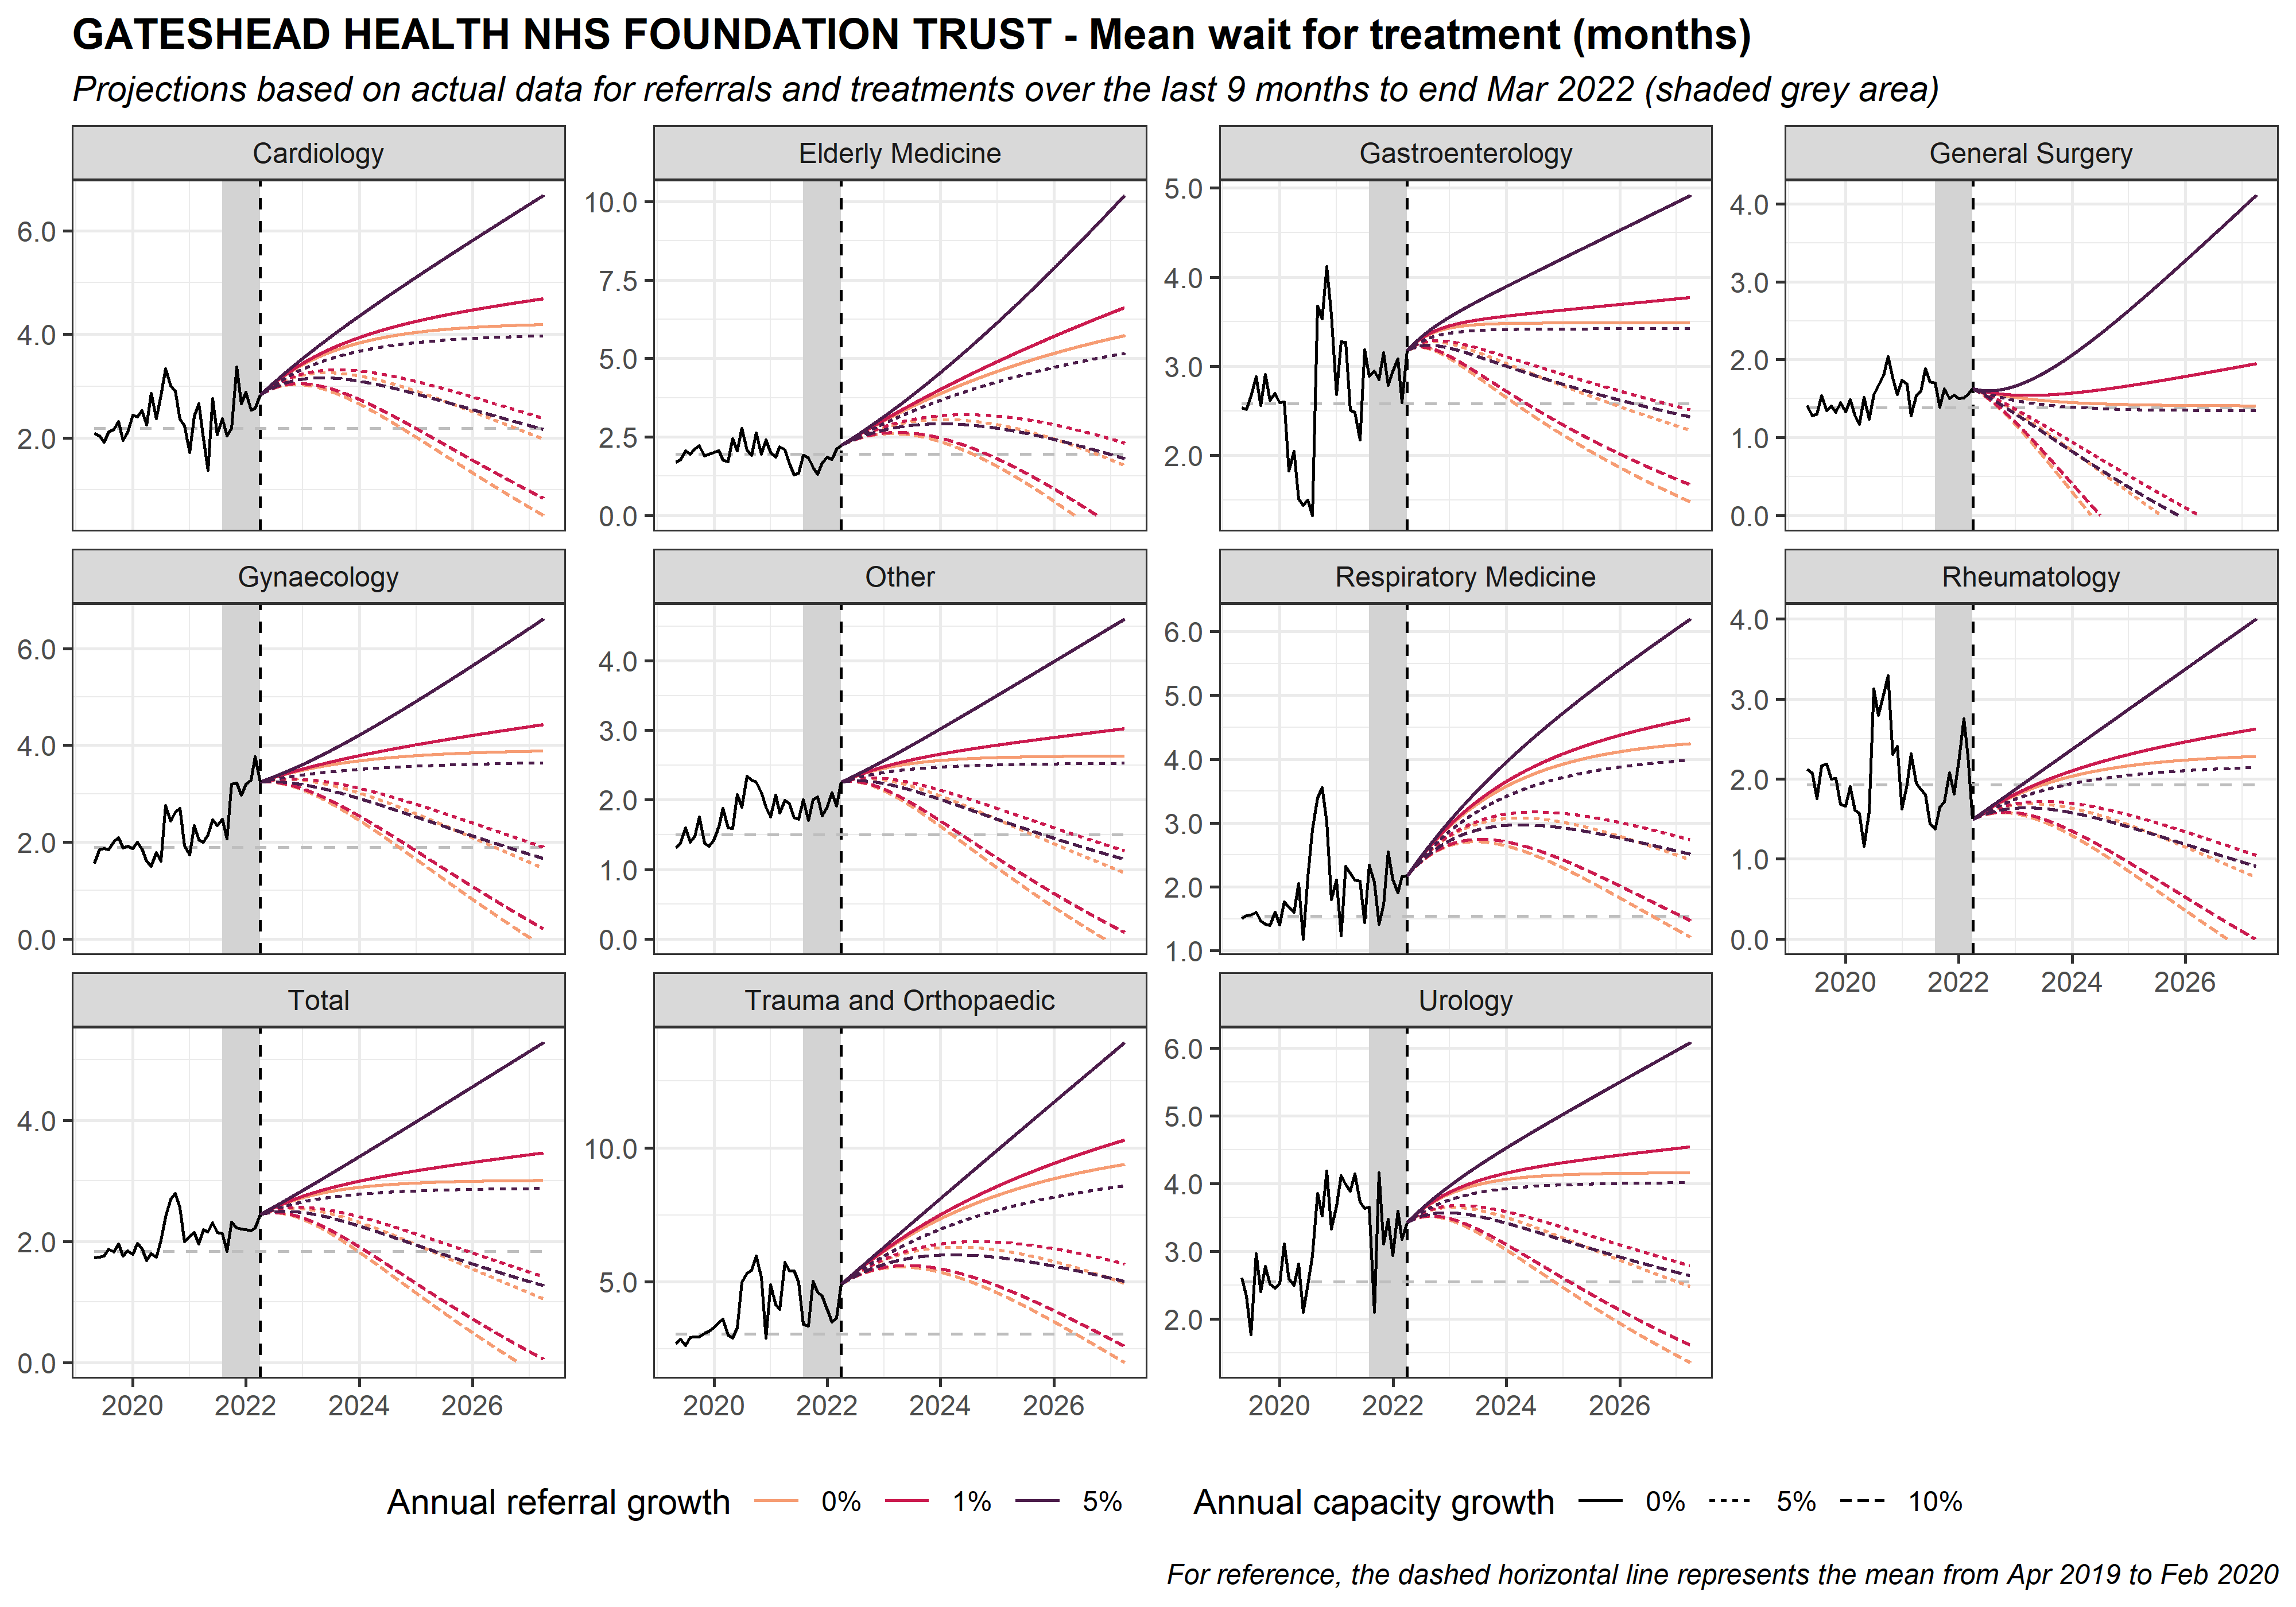 GATESHEAD HEALTH NHS FOUNDATION TRUST - Mean wait for treatment (months)
Projections based on actual data for referrals and treatments over the last 9 months to end Mar 2022 (shaded grey area)
Cardiology
Elderly Medicine
Gastroenterology
General Surgery
6.0
4.0
2.0
10.0
7.5
5.0
2.5
0.0
5.0
4.0
3.0
2.0
4.0
3.0
2.0
1.0
0.0
Gynaecology
Other
Respiratory Medicine
Rheumatology
6.0
4.0
2.0
0.0
4.0
3.0
2.0
1.0
0.0
6.0
5.0
4.0
3.0
2.0
1.0
4.0
3.0
2.0
1.0
0.0
2020 2022 2024 2026
Total
Trauma and Orthopaedic
Urology
4.0
2.0
0.0
10.0
5.0
6.0
5.0
4.0
3.0
2.0
2020 2022 2024 2026
2020 2022 2024 2026
2020 2022 2024 2026
Annual referral growth 0% 1% 5%
Annual capacity growth 0% 5% 10%
For reference, the dashed horizontal line represents the mean from Apr 2019 to Feb 2020